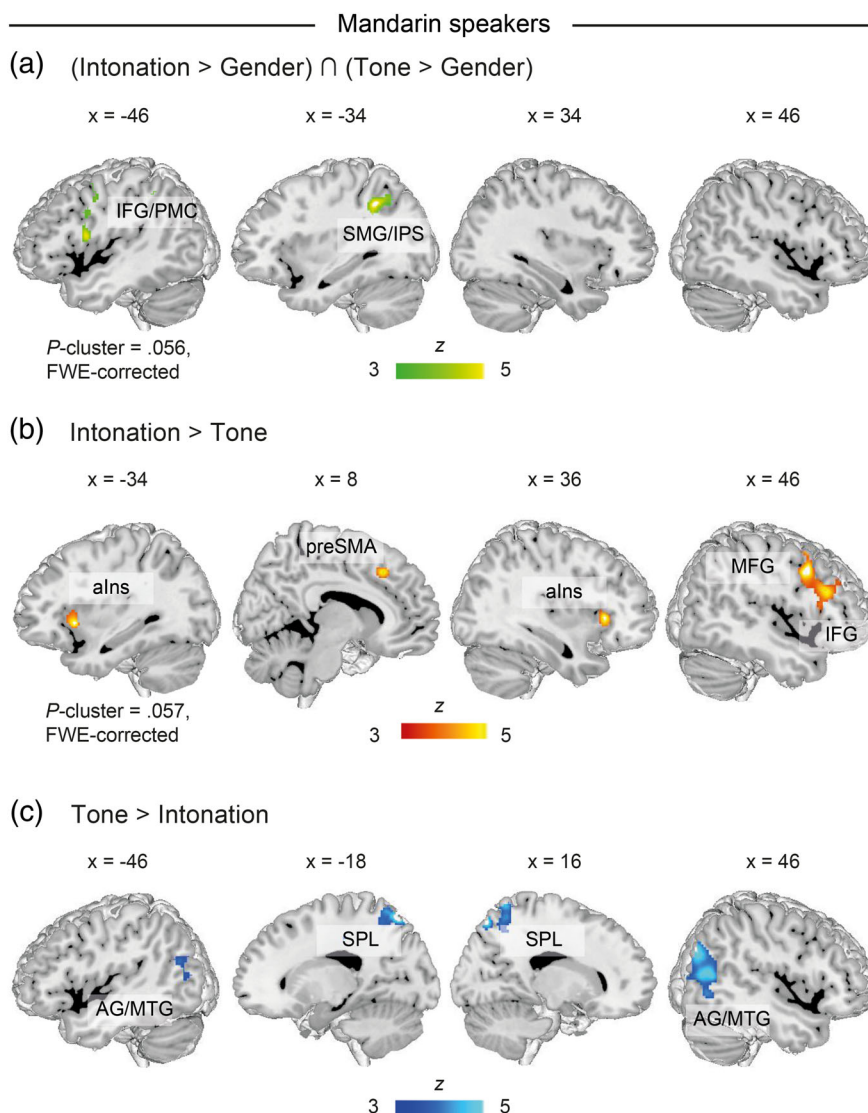 Mandarin speakers
(a) (Intonation > Gender) ∩ (Tone > Gender)
x = -46 x = -34 x = 34 x = 46
IFG/PMC
SMG/IPS
P-cluster = .056,
FWE-corrected
z
3 5
(b) Intonation > Tone
x = -34 x = 8 x = 36 x = 46
preSMA
MFG
aIns aIns
IFG
P-cluster = .057,
FWE-corrected
z
3 5
(c) Tone > Intonation
x = -46 x = -18 x = 16 x = 46
SPL SPL
AG/MTG AG/MTG
z
3 5